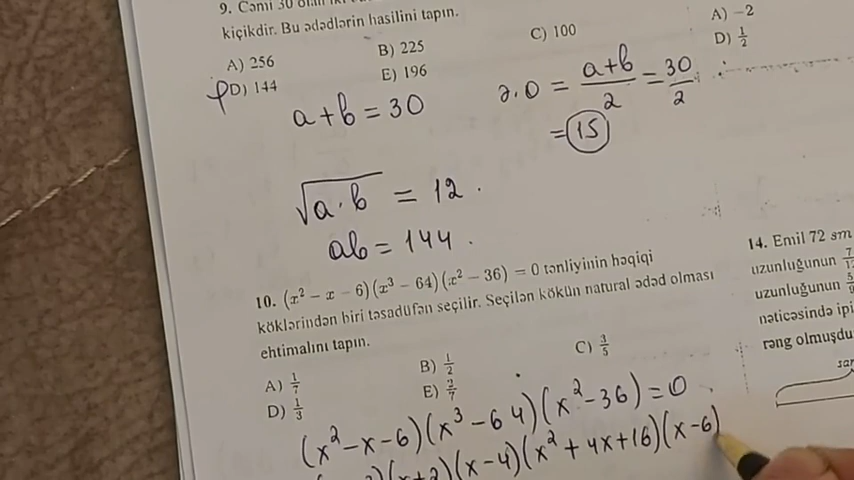 9. Cəmi 30 olan iki
kiçikdir. Bu ədədlərin hasilini tapın.
A) 256
B) 225
C) 100
D) 144
E) 196
A) −2
D) 1/2
a+b = 30
ə.o = (a+b)/2 = 30/2
= 15
√(a·b) = 12.
ab = 144.
10. (x² − x − 6)(x³ − 64)(x² − 36) = 0 tənliyinin həqiqi
köklərindən biri təsadüfən seçilir. Seçilən kökün natural ədəd olması
ehtimalını tapın.
A) 1/7
B) 1/2
C) 3/5
D) 1/3
E) 2/7
(x²−x−6)(x³−64)(x²−36)=0
(x+2)(x−4)(x²+4x+16)(x−6)
14. Emil 72 sm
uzunluğunun
uzunluğunun
nəticəsində ipi
rəng olmuşdu
sar